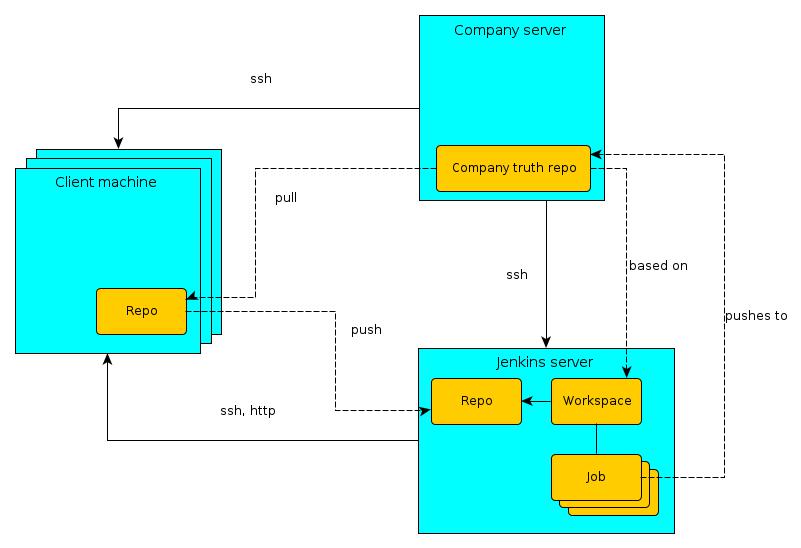 Company server
ssh
Company truth repo
Client machine
pull
based on
ssh
Repo
pushes to
push
Jenkins server
Repo
Workspace
ssh, http
Job